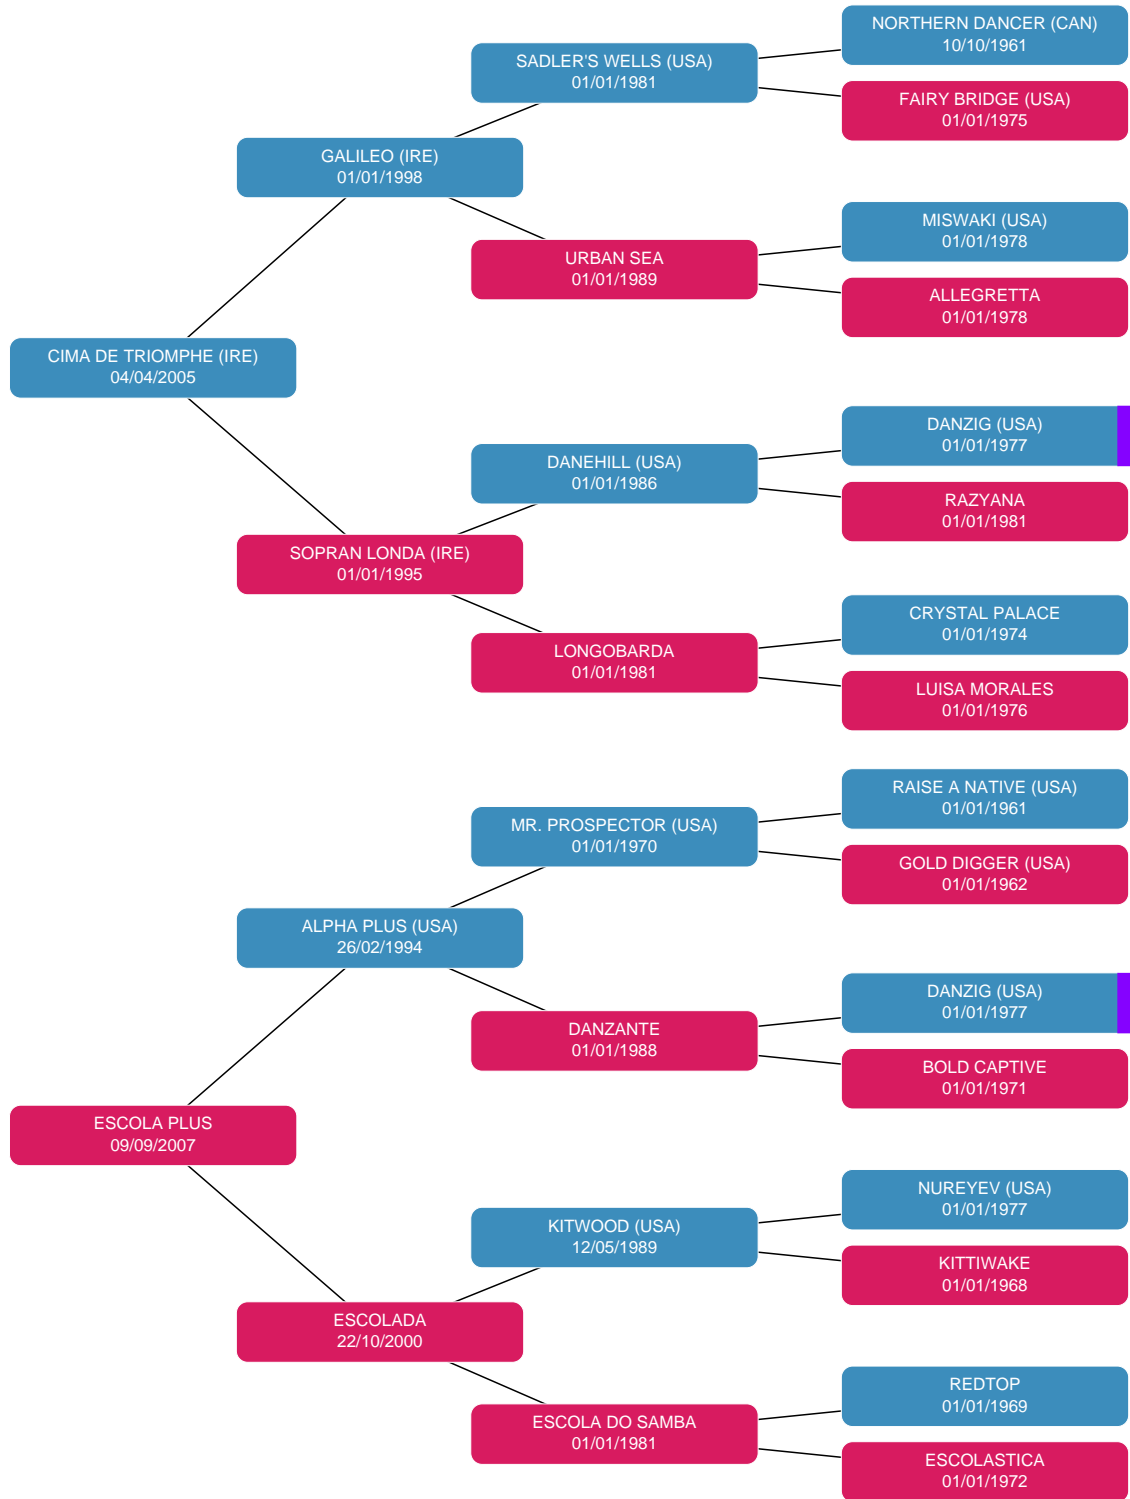 NORTHERN DANCER (CAN)
10/10/1961
SADLER'S WELLS (USA)
01/01/1981
FAIRY BRIDGE (USA)
01/01/1975
GALILEO (IRE)
01/01/1998
MISWAKI (USA)
01/01/1978
URBAN SEA
01/01/1989
ALLEGRETTA
01/01/1978
CIMA DE TRIOMPHE (IRE)
04/04/2005
DANZIG (USA)
01/01/1977
DANEHILL (USA)
01/01/1986
RAZYANA
01/01/1981
SOPRAN LONDA (IRE)
01/01/1995
CRYSTAL PALACE
01/01/1974
LONGOBARDA
01/01/1981
LUISA MORALES
01/01/1976
RAISE A NATIVE (USA)
01/01/1961
MR. PROSPECTOR (USA)
01/01/1970
GOLD DIGGER (USA)
01/01/1962
ALPHA PLUS (USA)
26/02/1994
DANZIG (USA)
01/01/1977
DANZANTE
01/01/1988
BOLD CAPTIVE
01/01/1971
ESCOLA PLUS
09/09/2007
NUREYEV (USA)
01/01/1977
KITWOOD (USA)
12/05/1989
KITTIWAKE
01/01/1968
ESCOLADA
22/10/2000
REDTOP
01/01/1969
ESCOLA DO SAMBA
01/01/1981
ESCOLASTICA
01/01/1972